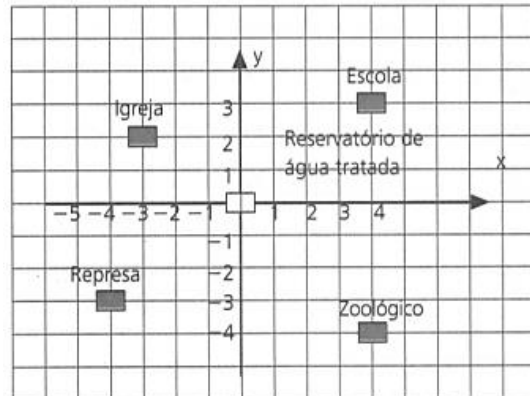 y
Escola
Igreja
3
2
Reservatório de
água tratada
x
1
−5 −4 −3 −2 −1 1 2 3 4
−1
Represa
−2
−3
Zoológico
−4